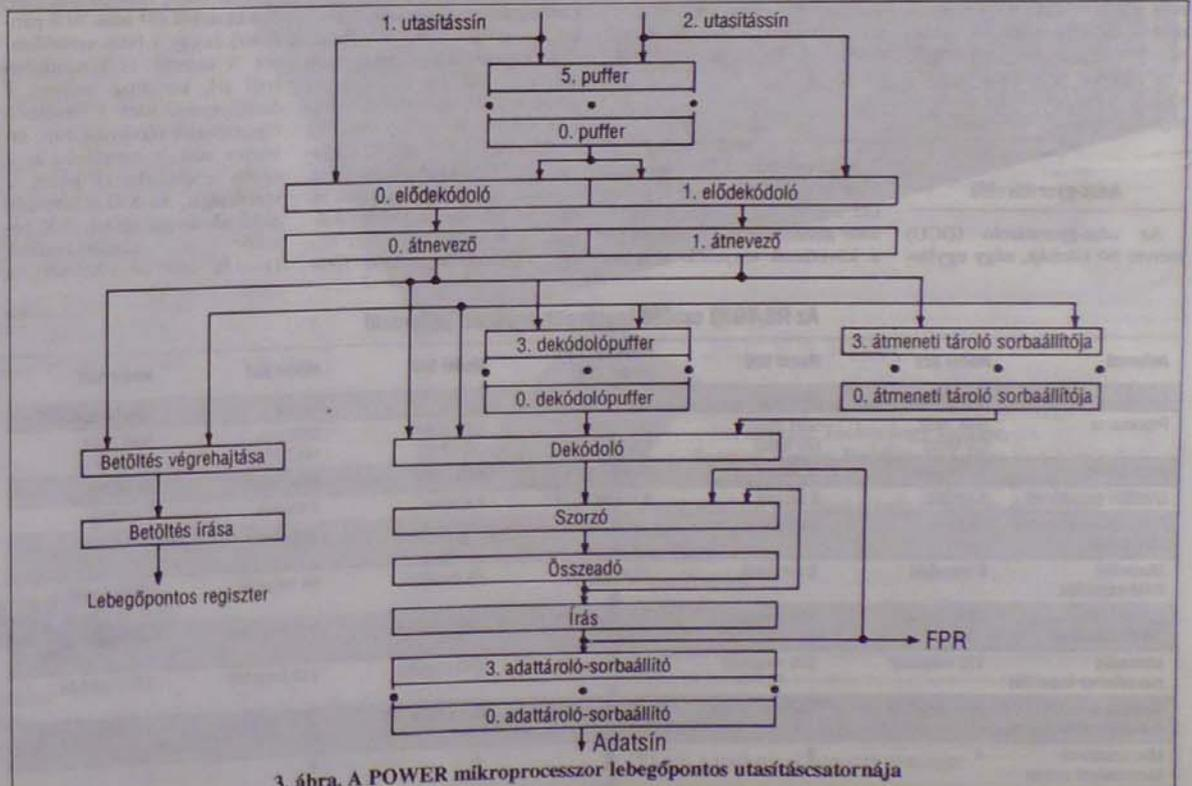 1. utasítássín
2. utasítássín
5. puffer
0. puffer
0. elődekódoló
1. elődekódoló
0. átnevező
1. átnevező
3. dekódolópuffer
3. átmeneti tároló sorbaállítója
0. dekódolópuffer
0. átmeneti tároló sorbaállítója
Betöltés végrehajtása
Dekódoló
Betöltés írása
Szorzó
Összeadó
Lebegőpontos regiszter
Írás
FPR
3. adattároló-sorbaállító
0. adattároló-sorbaállító
Adatsín
3. ábra. A POWER mikroprocesszor lebegőpontos utasításcsatornája